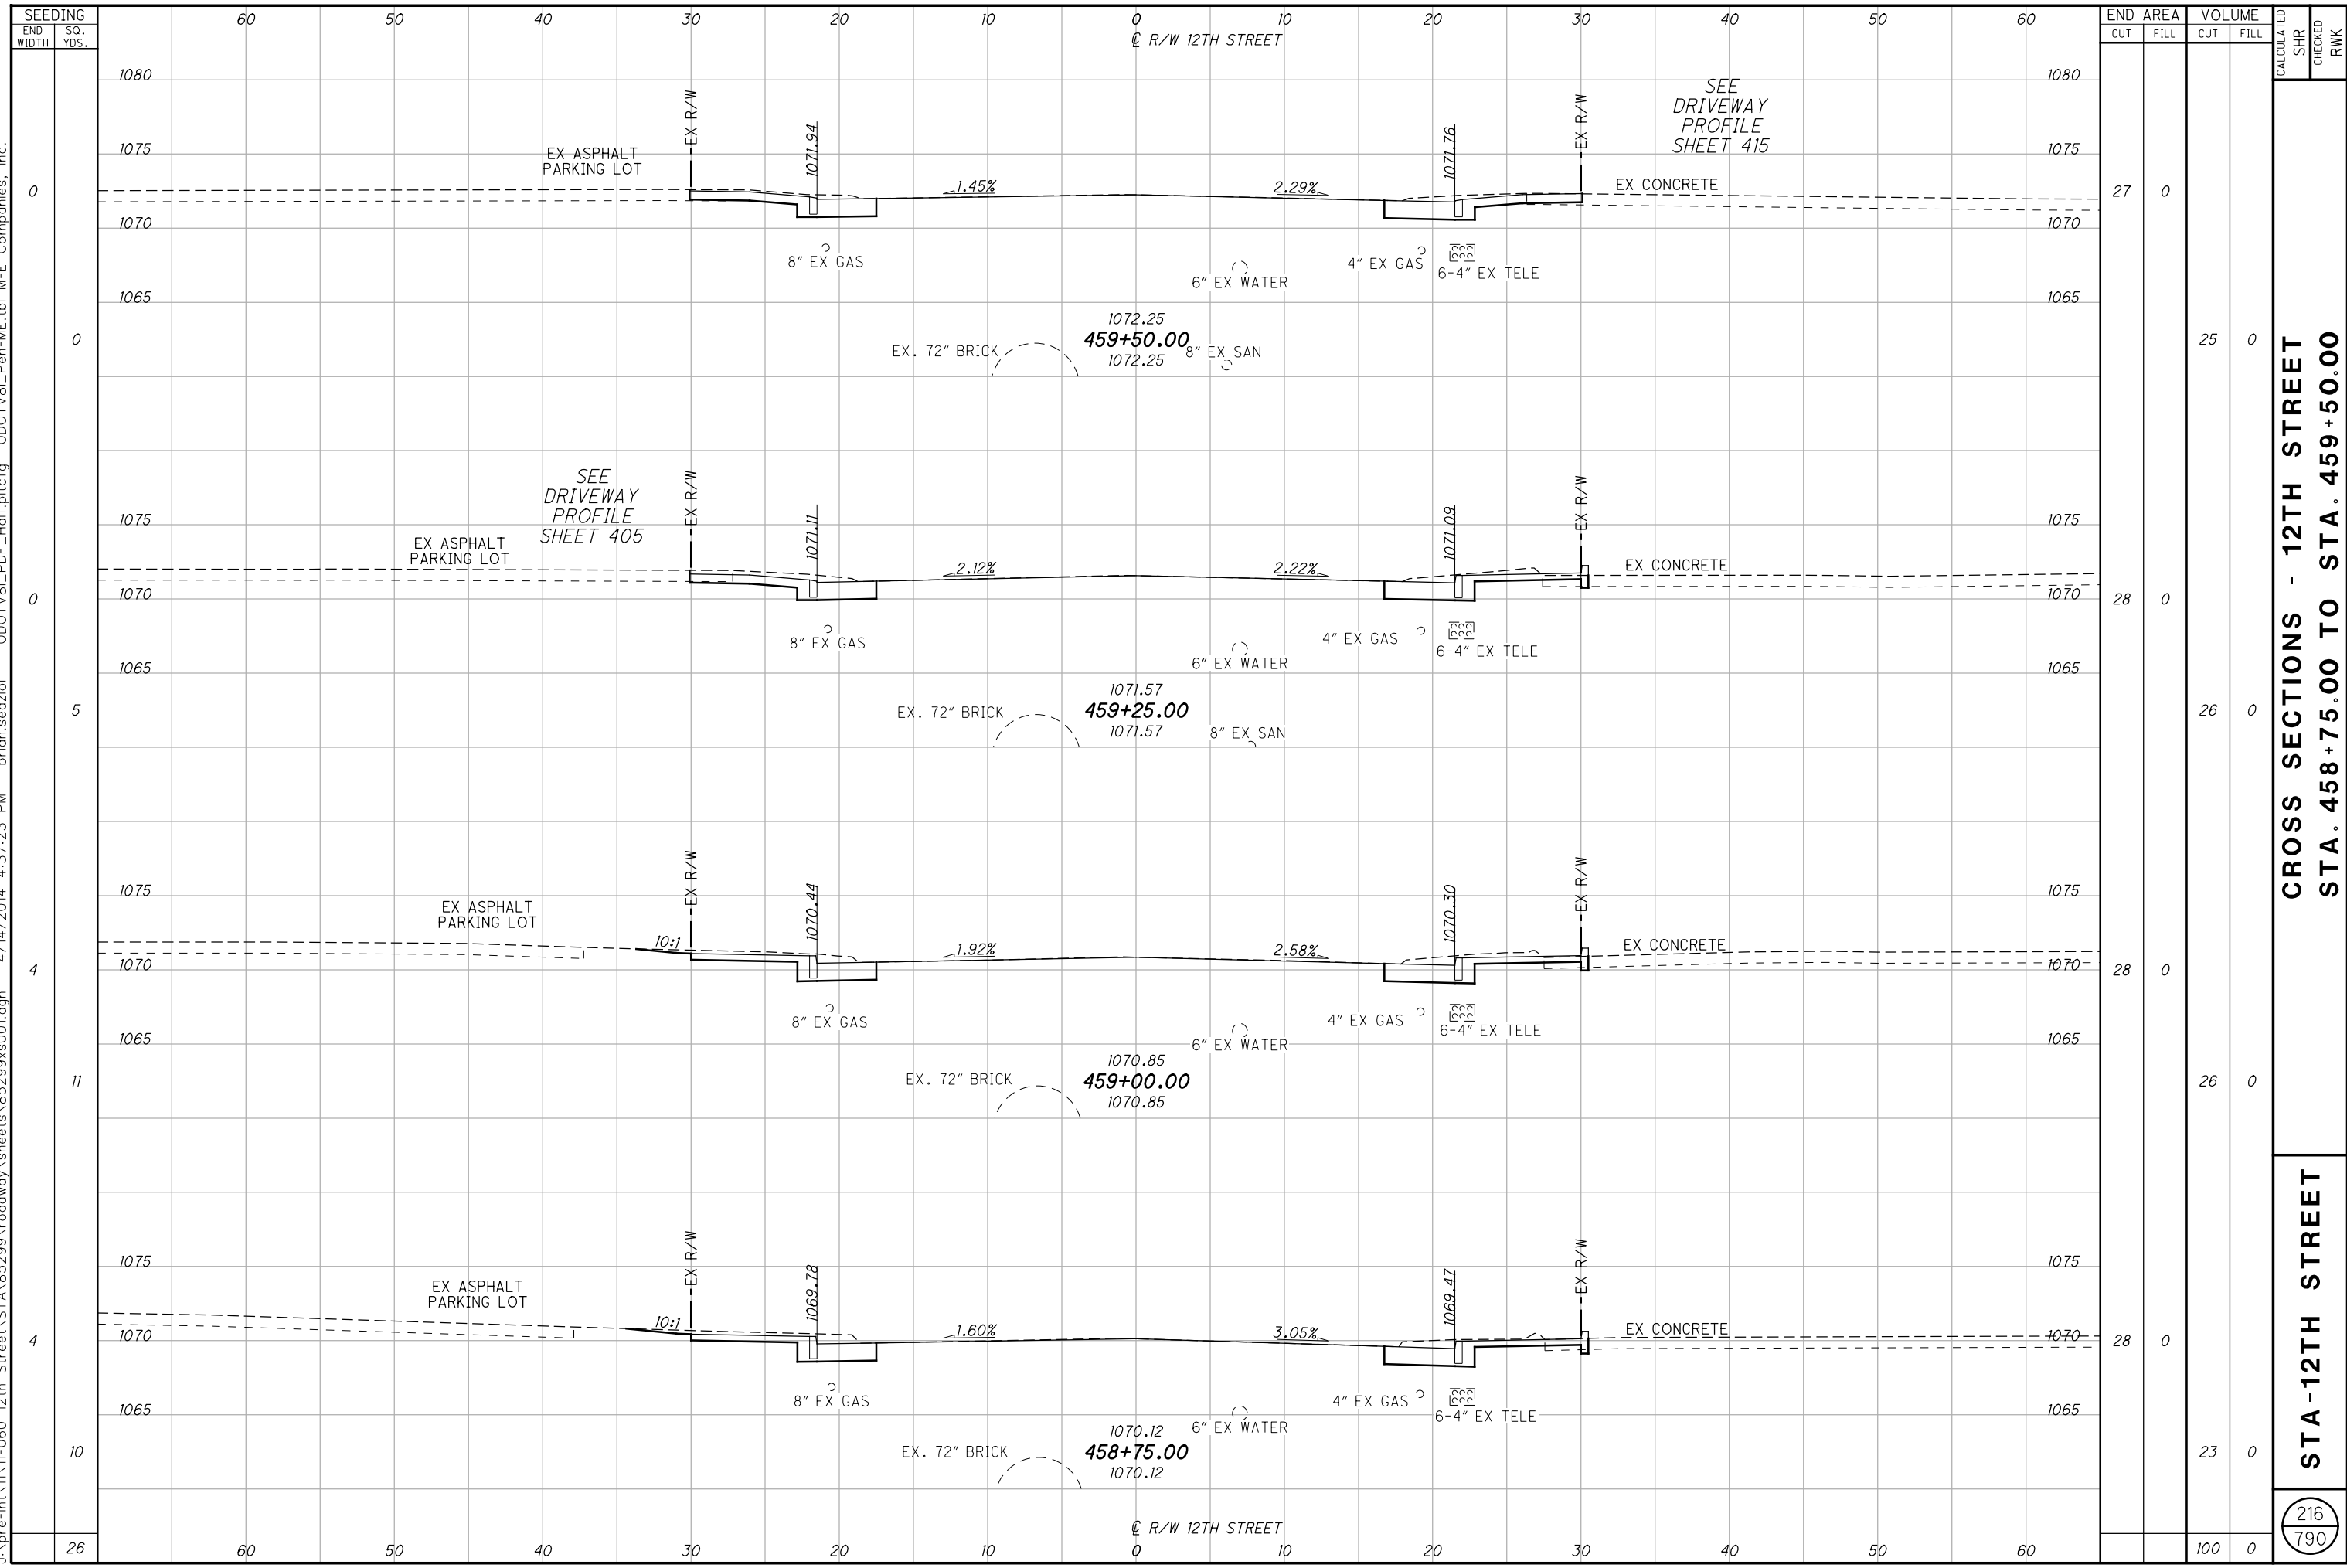 SEEDING
END WIDTH
SQ. YDS.
60 50 40 30 20 10 0 10 20 30 40 50 60
℄ R/W 12TH STREET
END AREA
VOLUME
CUT FILL CUT FILL
CALCULATED
SHR
CHECKED
RWK
1080
1080
EX R/W
1071.94
1071.76
EX R/W
SEE
DRIVEWAY
PROFILE
SHEET 415
1075
EX ASPHALT
PARKING LOT
1075
0
1.45%
2.29%
EX CONCRETE
27 0
1070
1070
8" EX GAS
6" EX WATER
4" EX GAS
6-4" EX TELE
1065
1065
0
EX. 72" BRICK
1072.25
459+50.00
1072.25
8" EX SAN
25 0
SEE
DRIVEWAY
PROFILE
SHEET 405
EX R/W
1071.11
1071.09
EX R/W
1075
EX ASPHALT
PARKING LOT
1075
2.12%
2.22%
EX CONCRETE
0
1070
1070
28 0
8" EX GAS
6" EX WATER
4" EX GAS
6-4" EX TELE
1065
1065
5
EX. 72" BRICK
1071.57
459+25.00
1071.57
8" EX SAN
26 0
EX R/W
1070.44
1070.30
EX R/W
1075
EX ASPHALT
PARKING LOT
1075
10:1
1.92%
2.58%
EX CONCRETE
4
1070
1070
28 0
8" EX GAS
6" EX WATER
4" EX GAS
6-4" EX TELE
1065
1065
11
EX. 72" BRICK
1070.85
459+00.00
1070.85
26 0
EX R/W
1069.78
1069.47
EX R/W
1075
EX ASPHALT
PARKING LOT
1075
10:1
1.60%
3.05%
EX CONCRETE
4
1070
1070
28 0
8" EX GAS
6" EX WATER
4" EX GAS
6-4" EX TELE
1065
1065
10
EX. 72" BRICK
1070.12
458+75.00
1070.12
23 0
℄ R/W 12TH STREET
26
60 50 40 30 20 10 0 10 20 30 40 50 60
100 0
CROSS SECTIONS - 12TH STREET
STA. 458+75.00 TO STA. 459+50.00
STA-12TH STREET
216
790
4/14/2014 4:57:23 PM